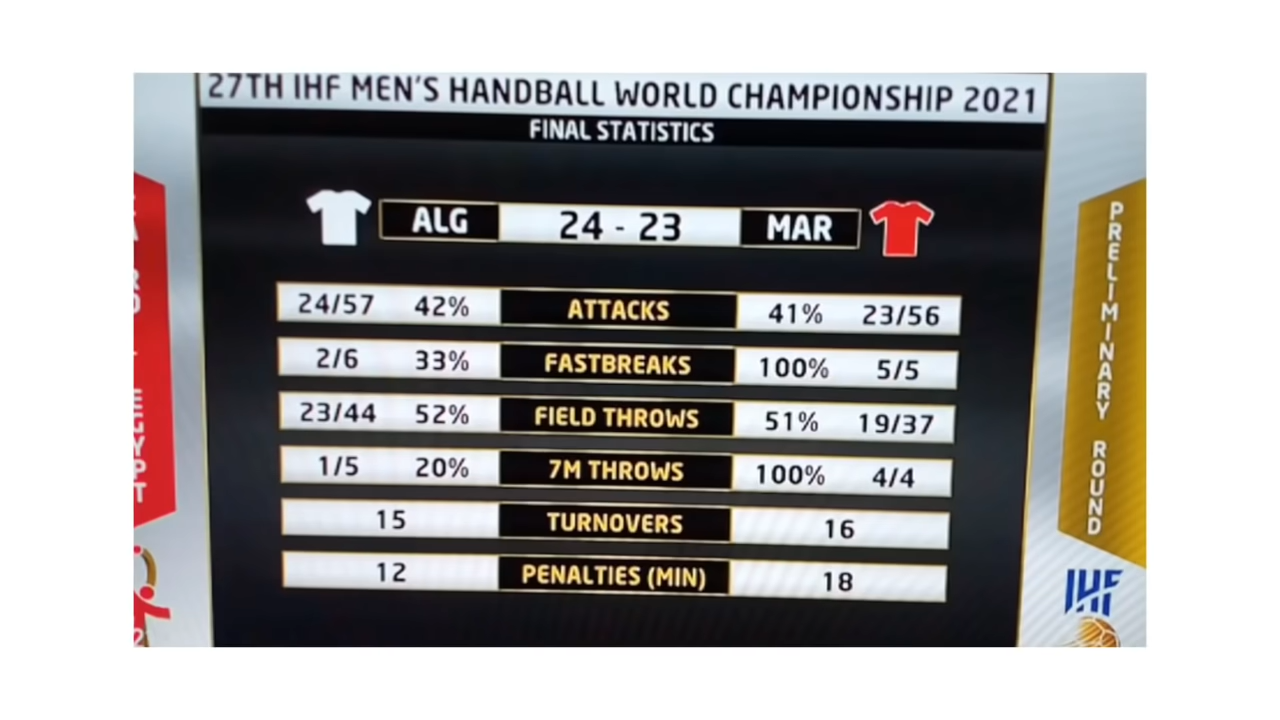 27TH IHF MEN'S HANDBALL WORLD CHAMPIONSHIP 2021
FINAL STATISTICS
ALG 24 - 23 MAR
24/57 42% ATTACKS 41% 23/56
2/6 33% FASTBREAKS 100% 5/5
23/44 52% FIELD THROWS 51% 19/37
1/5 20% 7M THROWS 100% 4/4
15 TURNOVERS 16
12 PENALTIES (MIN) 18
PRELIMINARY ROUND
IHF